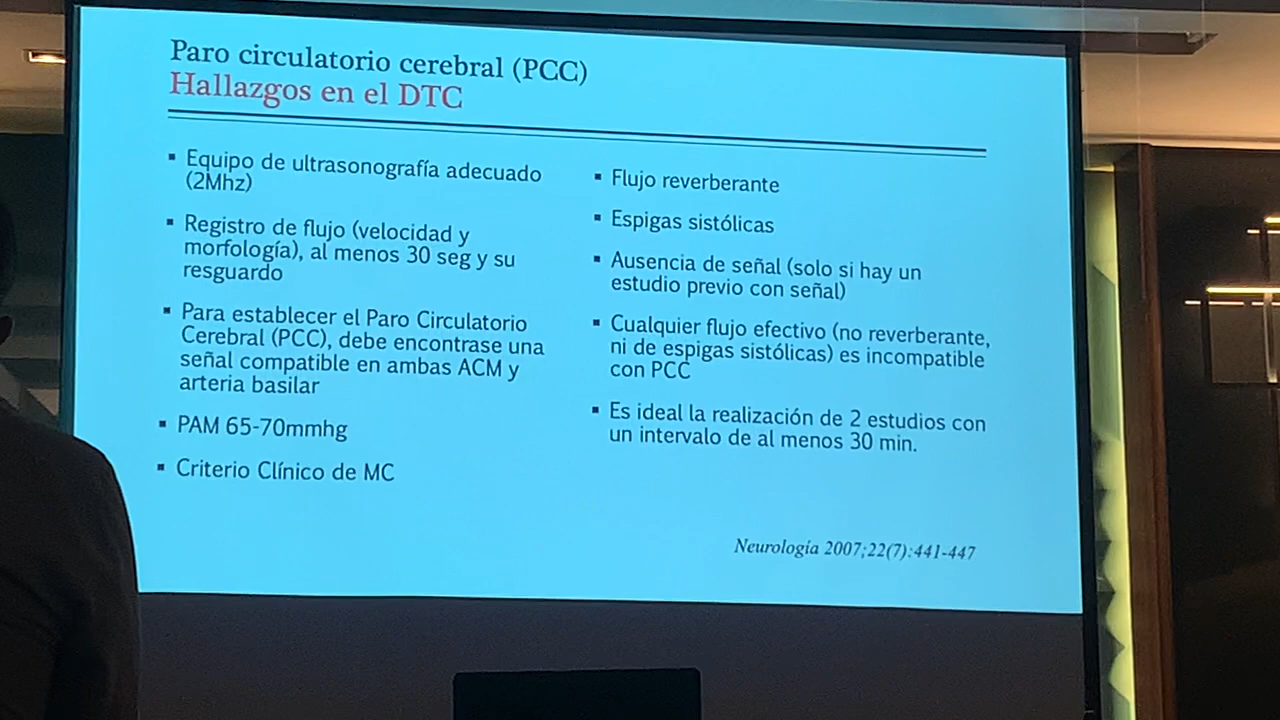 Paro circulatorio cerebral (PCC)
Hallazgos en el DTC
▪ Equipo de ultrasonografía adecuado
(2Mhz)
▪ Registro de flujo (velocidad y
morfología), al menos 30 seg y su
resguardo
▪ Para establecer el Paro Circulatorio
Cerebral (PCC), debe encontrase una
señal compatible en ambas ACM y
arteria basilar
▪ PAM 65-70mmhg
▪ Criterio Clínico de MC
▪ Flujo reverberante
▪ Espigas sistólicas
▪ Ausencia de señal (solo si hay un
estudio previo con señal)
▪ Cualquier flujo efectivo (no reverberante,
ni de espigas sistólicas) es incompatible
con PCC
▪ Es ideal la realización de 2 estudios con
un intervalo de al menos 30 min.
Neurología 2007;22(7):441-447